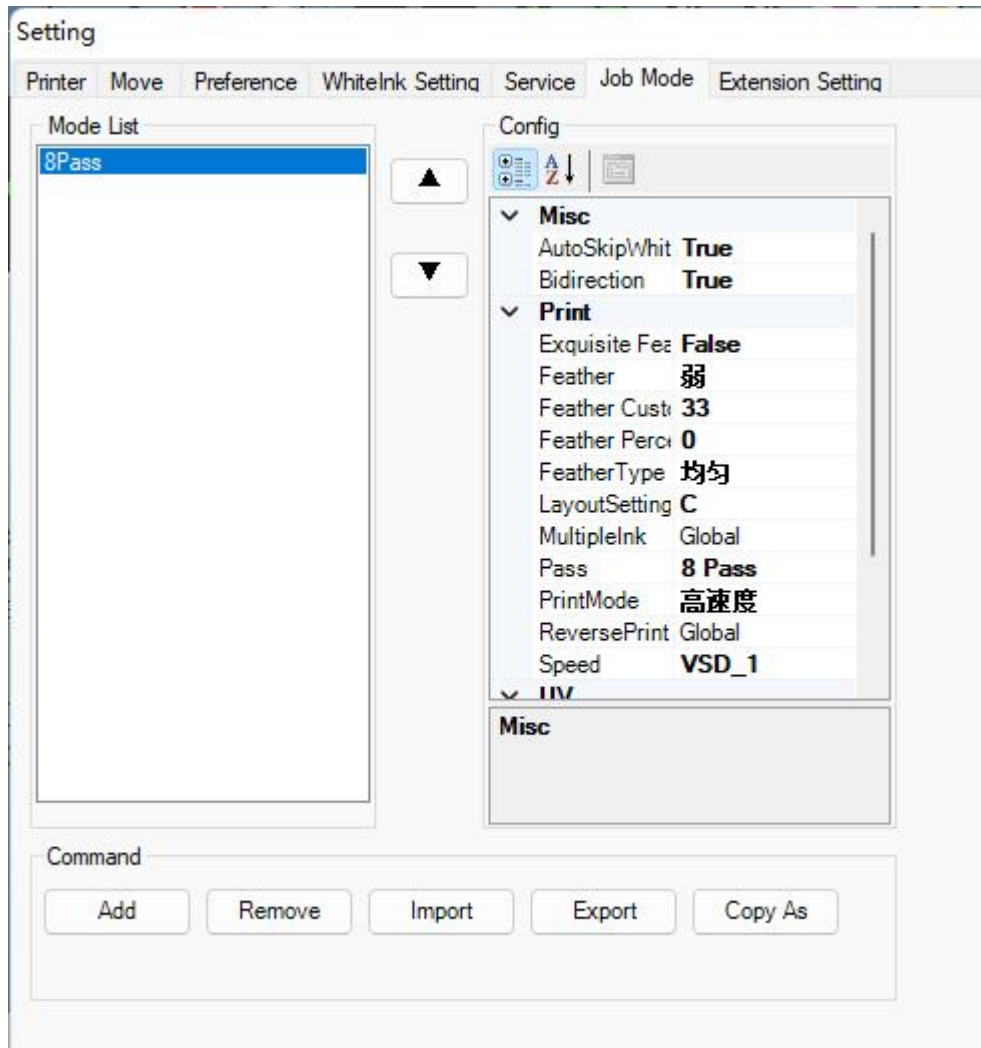 Setting
Printer Move Preference WhiteInk Setting Service Job Mode Extension Setting
Mode List
8Pass
▲
▼
Config
Misc
AutoSkipWhit True
Bidirection True
Print
Exquisite Fea False
Feather 弱
Feather Custo 33
Feather Perce 0
FeatherType 均匀
LayoutSetting C
MultipleInk Global
Pass 8 Pass
PrintMode 高速度
ReversePrint Global
Speed VSD_1
UV
Misc
Command
Add Remove Import Export Copy As